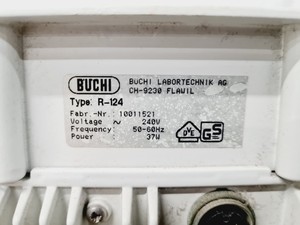 BUCHI
BUCHI LABORTECHNIK AG
CH-9230 FLAWIL
Type: R-124
Fabr.-Nr.: 10011521
Voltage ~ 240V
Frequency: 50-60Hz
Power 37W
DVE
GS